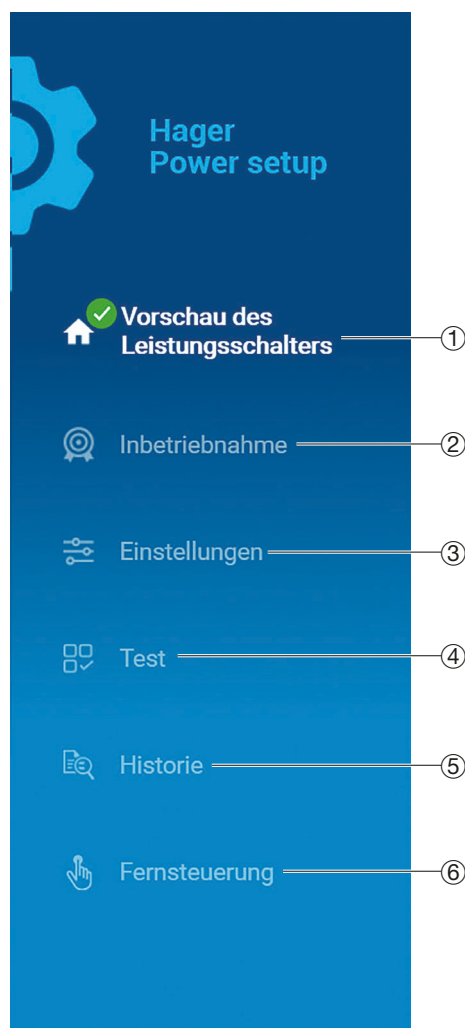 Hager
Power setup
Vorschau des
Leistungsschalters
①
Inbetriebnahme
②
Einstellungen
③
Test
④
Historie
⑤
Fernsteuerung
⑥